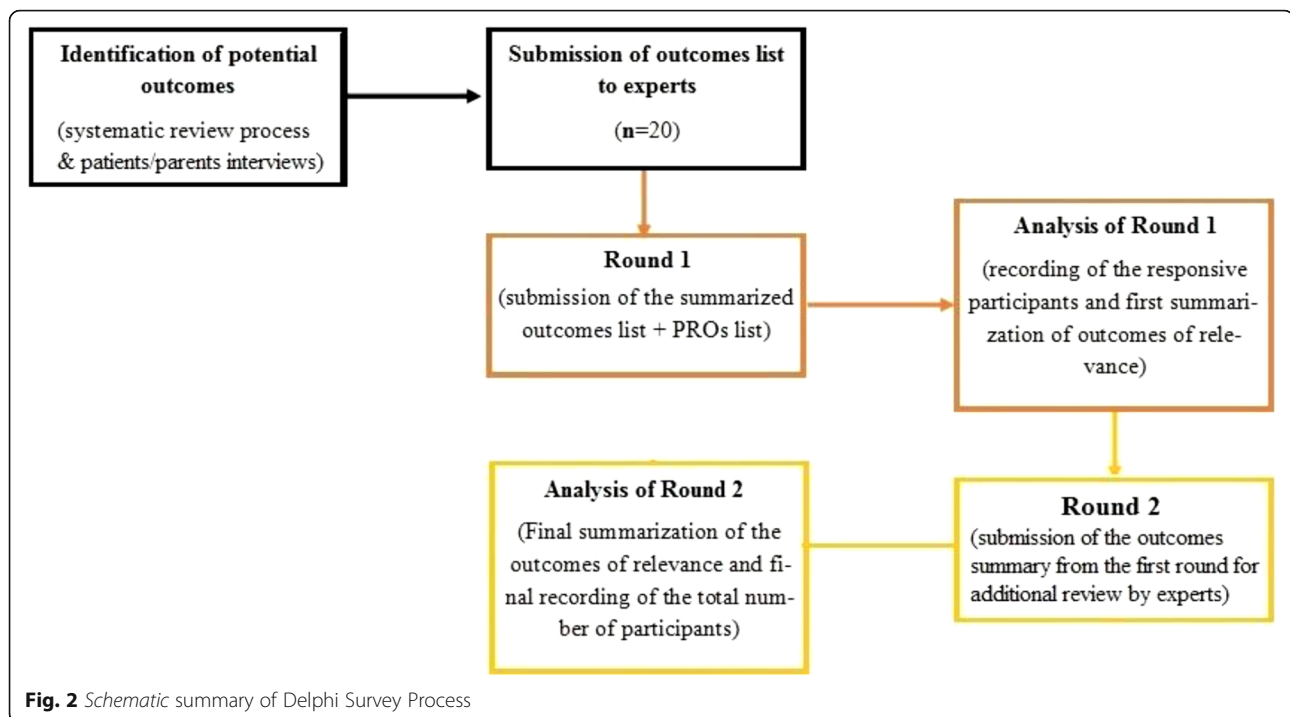 Identification of potential
outcomes
(systematic review process
& patients/parents interviews)
Submission of outcomes list
to experts
(n=20)
Round 1
(submission of the summarized
outcomes list + PROs list)
Analysis of Round 1
(recording of the responsive
participants and first summari-
zation of outcomes of rele-
vance)
Round 2
(submission of the outcomes
summary from the first round for
additional review by experts)
Analysis of Round 2
(Final summarization of the
outcomes of relevance and fi-
nal recording of the total num-
ber of participants)
Fig. 2 Schematic summary of Delphi Survey Process